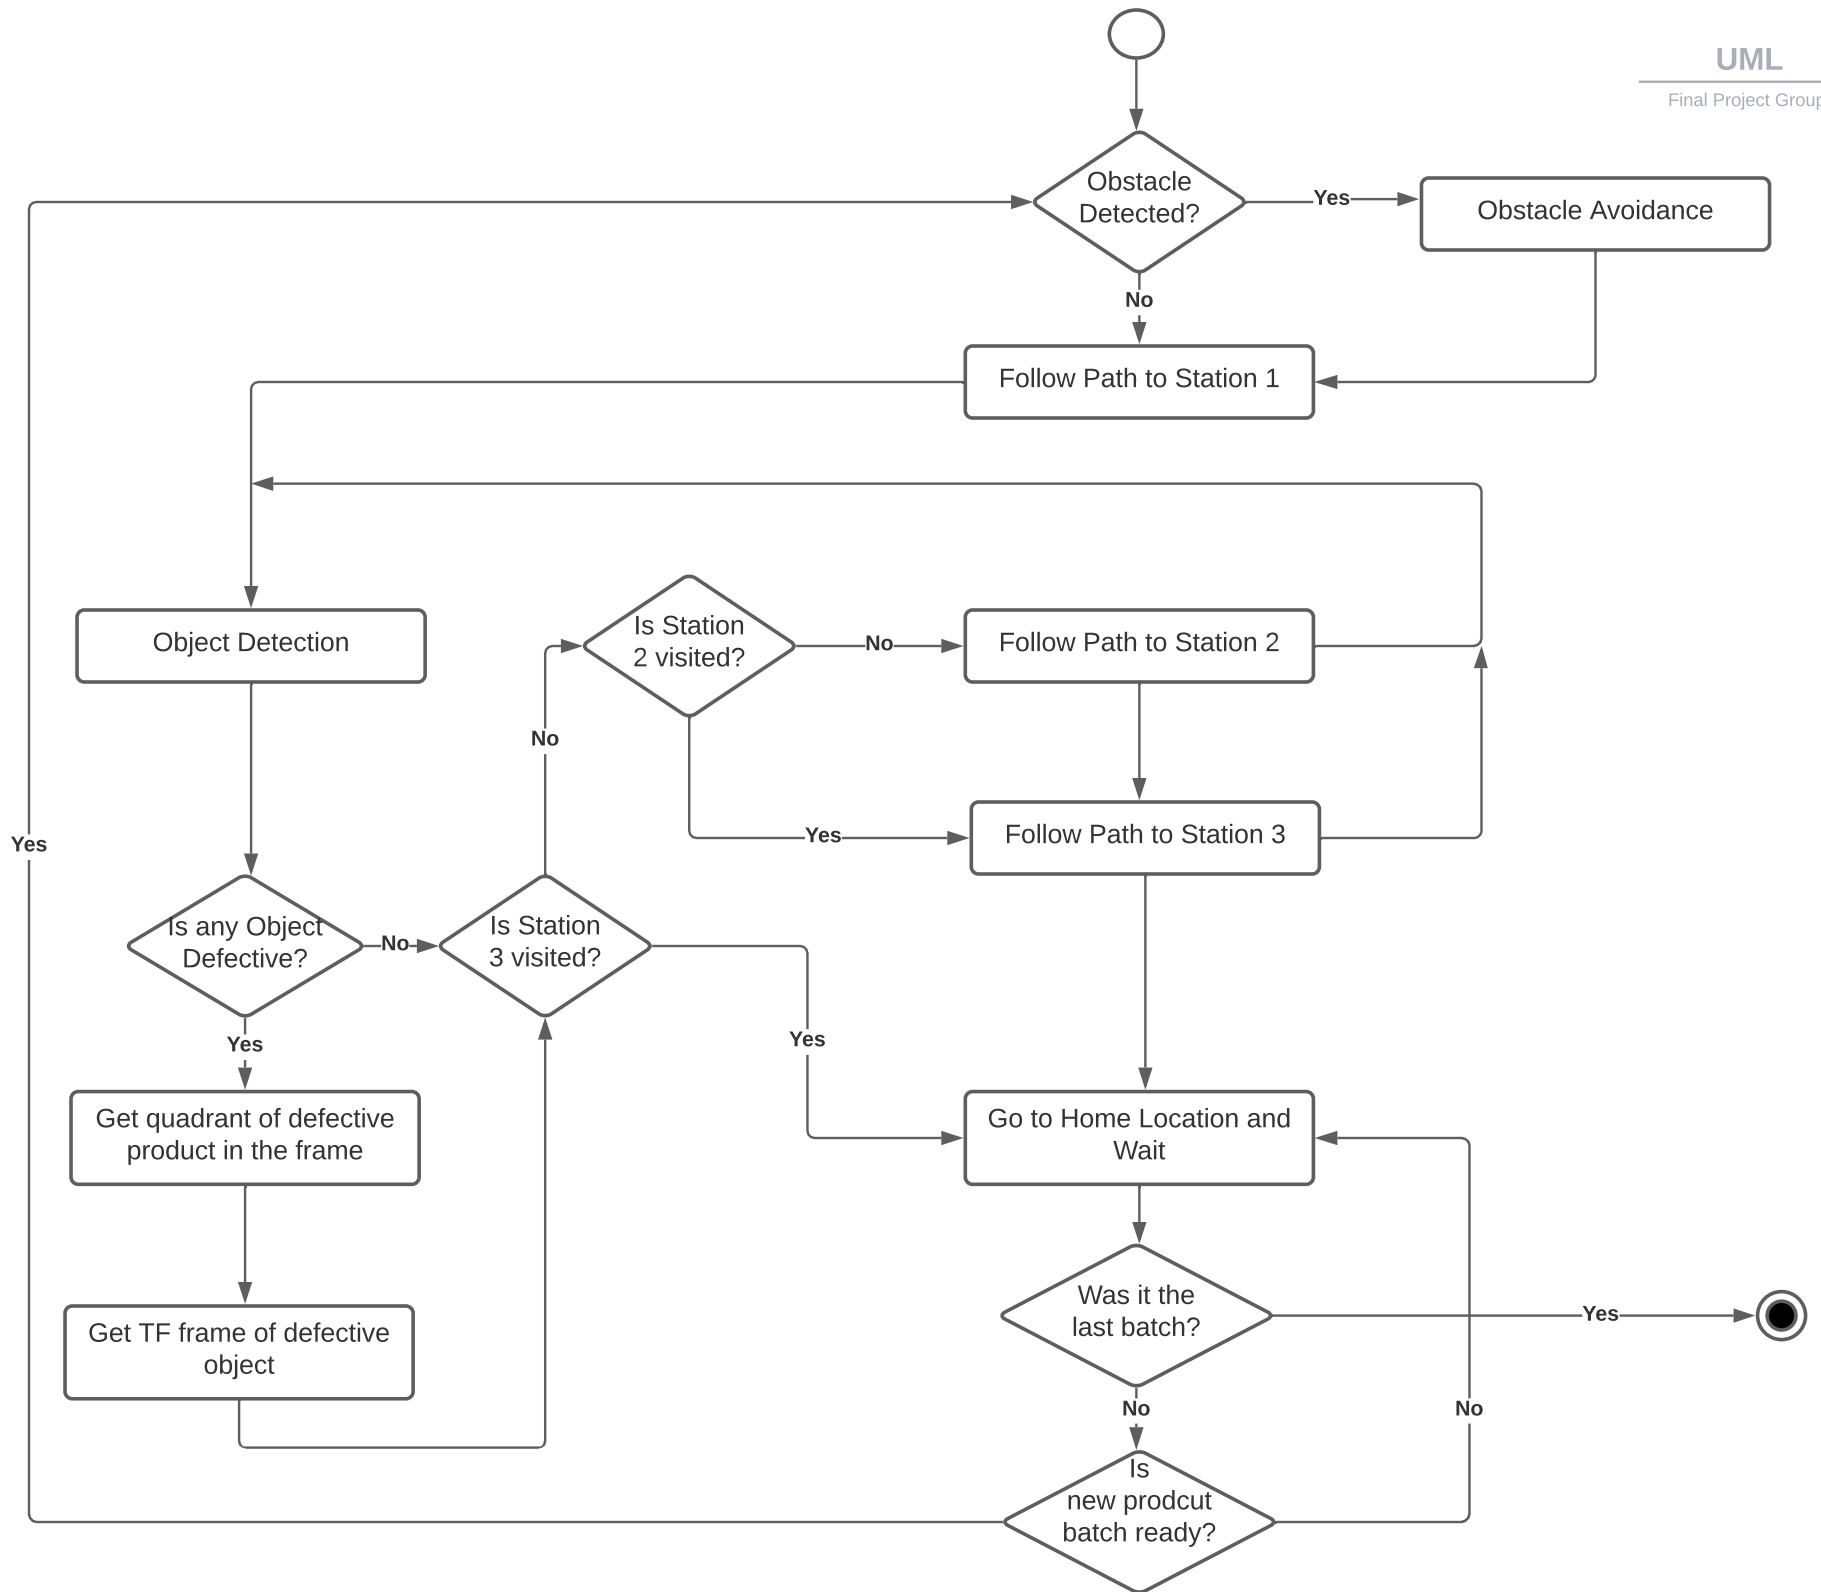 UML
Final Project Group
Obstacle
Detected?
Yes
Obstacle Avoidance
No
Follow Path to Station 1
Object Detection
Is Station
2 visited?
No
Follow Path to Station 2
No
Yes
Follow Path to Station 3
Yes
Is any Object
Defective?
No
Is Station
3 visited?
Yes
Yes
Get quadrant of defective
product in the frame
Go to Home Location and
Wait
Get TF frame of defective
object
Was it the
last batch?
Yes
No
No
Is
new prodcut
batch ready?